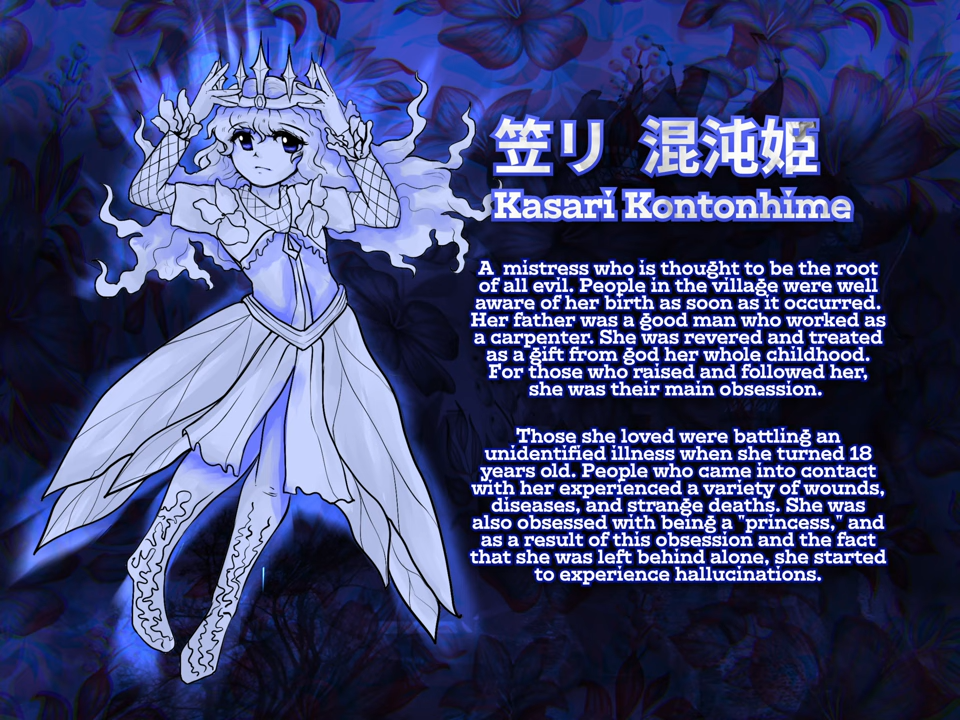 笠リ 混沌姫
Kasari Kontonhime
A mistress who is thought to be the root
of all evil. People in the village were well
aware of her birth as soon as it occurred.
Her father was a good man who worked as
a carpenter. She was revered and treated
as a gift from god her whole childhood.
For those who raised and followed her,
she was their main obsession.
Those she loved were battling an
unidentified illness when she turned 18
years old. People who came into contact
with her experienced a variety of wounds,
diseases, and strange deaths. She was
also obsessed with being a "princess," and
as a result of this obsession and the fact
that she was left behind alone, she started
to experience hallucinations.